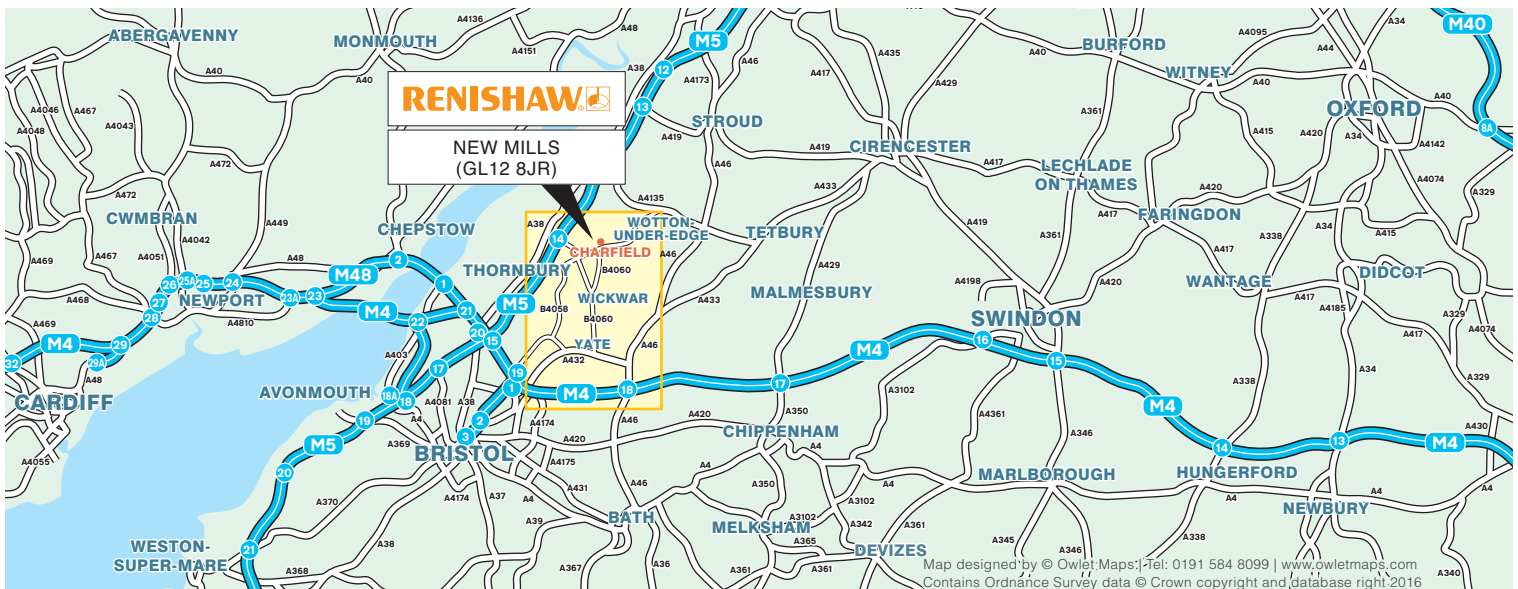 ABERGAVENNY
MONMOUTH
A4151
A48
M5
A46
A435
A40
BURFORD
A4095
A34
A44
M40
A40
A40
A38
12
A4173
A417
A429
WITNEY
A40
RENISHAW
A4046
A467
A4043
13
STROUD
A361
OXFORD
A40
A4048
A472
NEW MILLS
(GL12 8JR)
A419
A46
A419
CIRENCESTER
A417
LECHLADE
ON THAMES
A415
A420
A34
A4142
8A
A472
CWMBRAN
A449
A4135
A433
A420
A4074
A329
A467
A4051
A4042
CHEPSTOW
A38
14
WOTTON
UNDER-EDGE
CHARFIELD
TETBURY
A419
A361
A417
FARINGDON
A338
A34
A415
A469
A48
M48
2
THORNBURY
B4060
A46
A429
A417
A468
26
25A
25
24
NEWPORT
23A
23
1
M5
WICKWAR
A433
MALMESBURY
A4198
A420
WANTAGE
A417
DIDCOT
27
28
A4810
M4
22
21
20
15
B4058
B4060
SWINDON
A4185
A329
A4074
A469
M4
29
29A
32
A48
A403
17
YATE
A432
A46
M4
16
15
A338
A34
A329
CARDIFF
AVONMOUTH
18A
18
A4081
A38
19
1
M4
18
17
A3102
M4
19
A4
2
A4174
A46
A420
A350
A4361
A430
A4055
M5
A369
3
BRISTOL
A420
CHIPPENHAM
A346
14
13
M4
20
A4175
A4
A4
MARLBOROUGH
HUNGERFORD
A370
A4174
A37
A4
A431
A46
A350
A3102
A4
A4
A4
21
A39
BATH
MELKSHAM
A3102
A342
A361
NEWBURY
WESTON-
SUPER-MARE
A365
DEVIZES
A345
A346
A338
A34
A368
A367
A36
A361
A361
A340
Map designed by © Owlet Maps | Tel: 0191 584 8099 | www.owletmaps.com
Contains Ordnance Survey data © Crown copyright and database right 2016